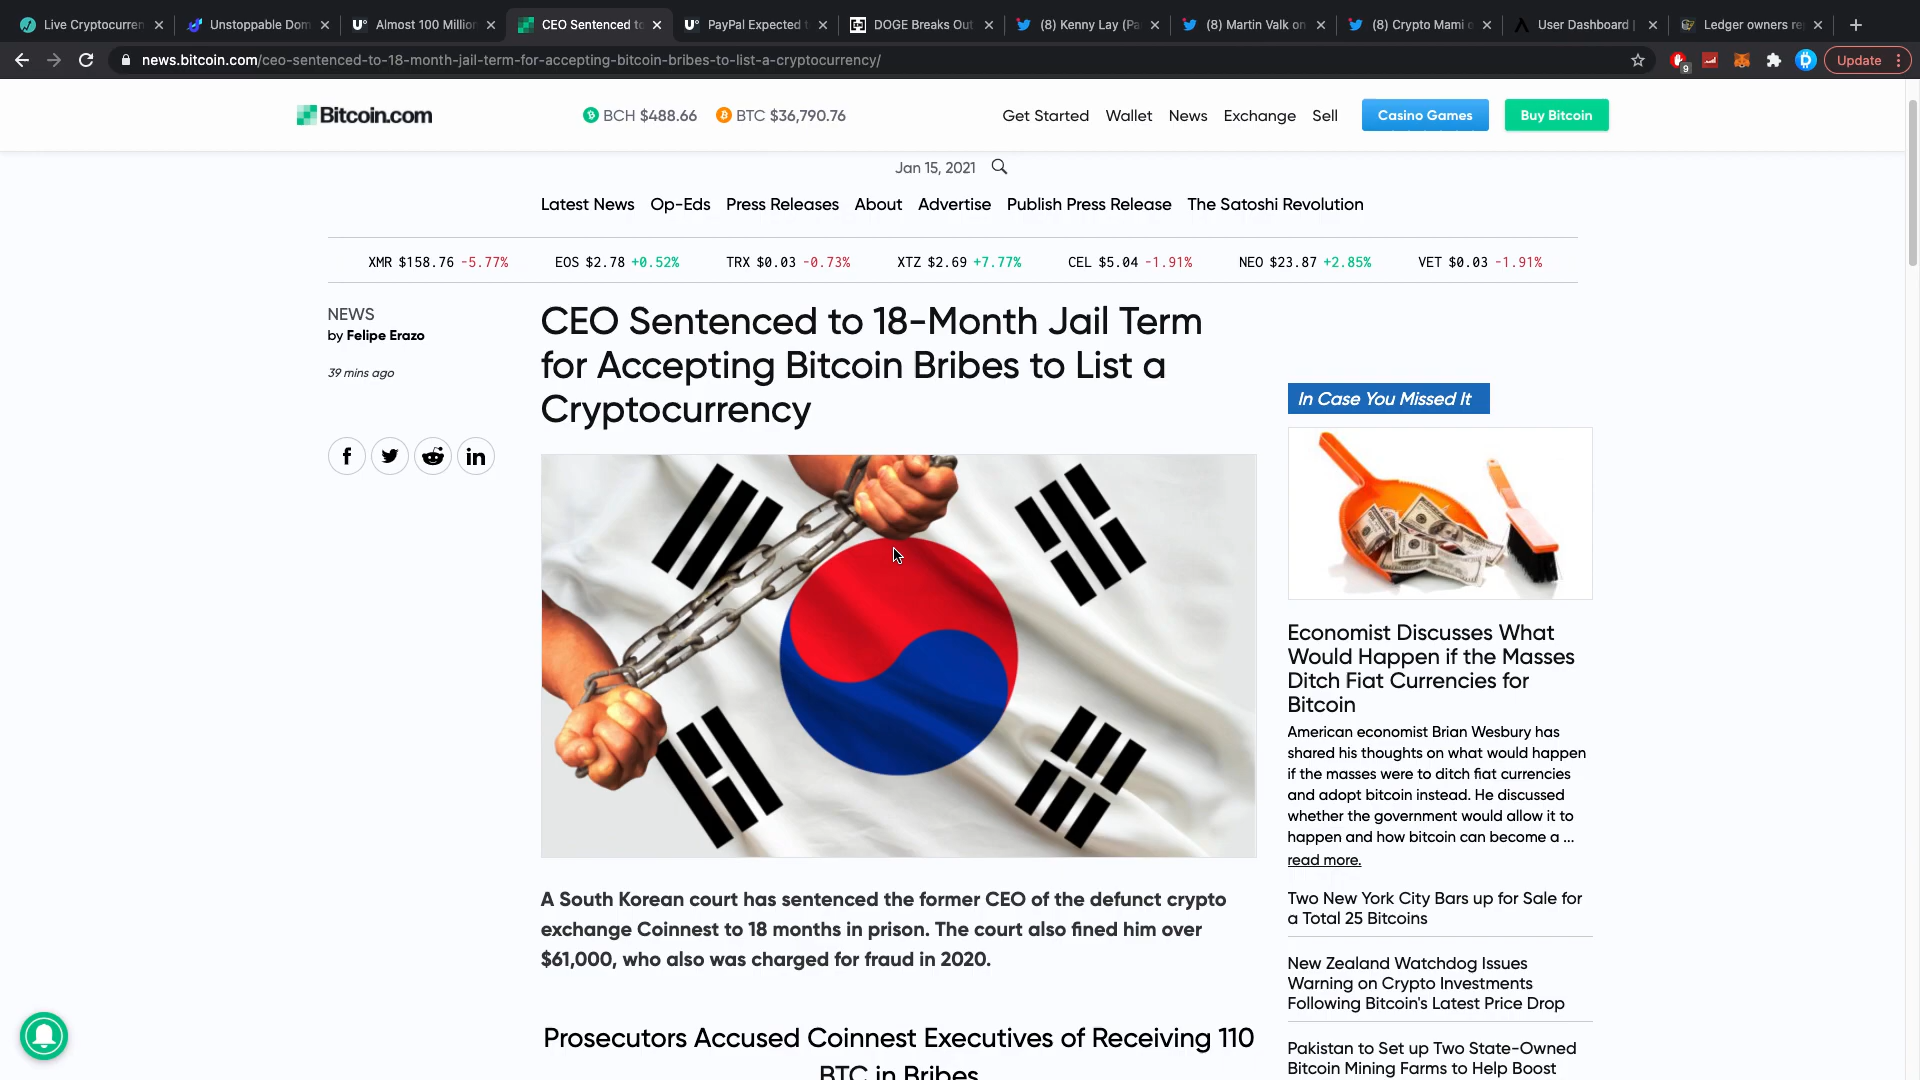 Live Cryptocurren
Unstoppable Dom
Almost 100 Million
CEO Sentenced to
PayPal Expected t
DOGE Breaks Out
(8) Kenny Lay (Pa
(8) Martin Valk on
(8) Crypto Mami o
User Dashboard |
Ledger owners re
news.bitcoin.com/ceo-sentenced-to-18-month-jail-term-for-accepting-bitcoin-bribes-to-list-a-cryptocurrency/
9
Update
Bitcoin.com
BCH $488.66
BTC $36,790.76
Get Started
Wallet
News
Exchange
Sell
Casino Games
Buy Bitcoin
Jan 15, 2021
Latest News
Op-Eds
Press Releases
About
Advertise
Publish Press Release
The Satoshi Revolution
XMR $158.76 -5.77%
EOS $2.78 +0.52%
TRX $0.03 -0.73%
XTZ $2.69 +7.77%
CEL $5.04 -1.91%
NEO $23.87 +2.85%
VET $0.03 -1.91%
NEWS
by Felipe Erazo
39 mins ago
CEO Sentenced to 18-Month Jail Term
for Accepting Bitcoin Bribes to List a
Cryptocurrency
A South Korean court has sentenced the former CEO of the defunct crypto
exchange Coinnest to 18 months in prison. The court also fined him over
$61,000, who also was charged for fraud in 2020.
Prosecutors Accused Coinnest Executives of Receiving 110
BTC in Bribes
In Case You Missed It
Economist Discusses What
Would Happen if the Masses
Ditch Fiat Currencies for
Bitcoin
American economist Brian Wesbury has
shared his thoughts on what would happen
if the masses were to ditch fiat currencies
and adopt bitcoin instead. He discussed
whether the government would allow it to
happen and how bitcoin can become a ...
read more.
Two New York City Bars up for Sale for
a Total 25 Bitcoins
New Zealand Watchdog Issues
Warning on Crypto Investments
Following Bitcoin's Latest Price Drop
Pakistan to Set up Two State-Owned
Bitcoin Mining Farms to Help Boost